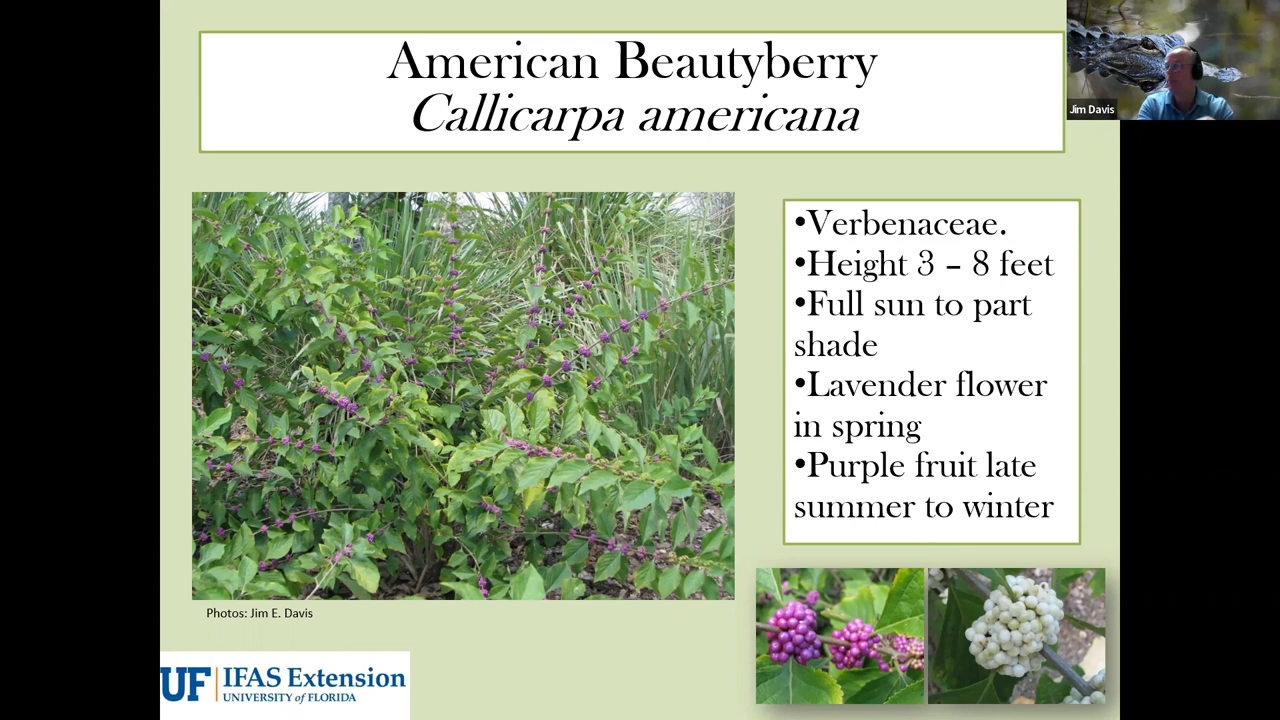 American Beautyberry
Callicarpa americana
Jim Davis
•Verbenaceae.
•Height 3 – 8 feet
•Full sun to part
shade
•Lavender flower
in spring
•Purple fruit late
summer to winter
Photos: Jim E. Davis
UF IFAS Extension
UNIVERSITY of FLORIDA